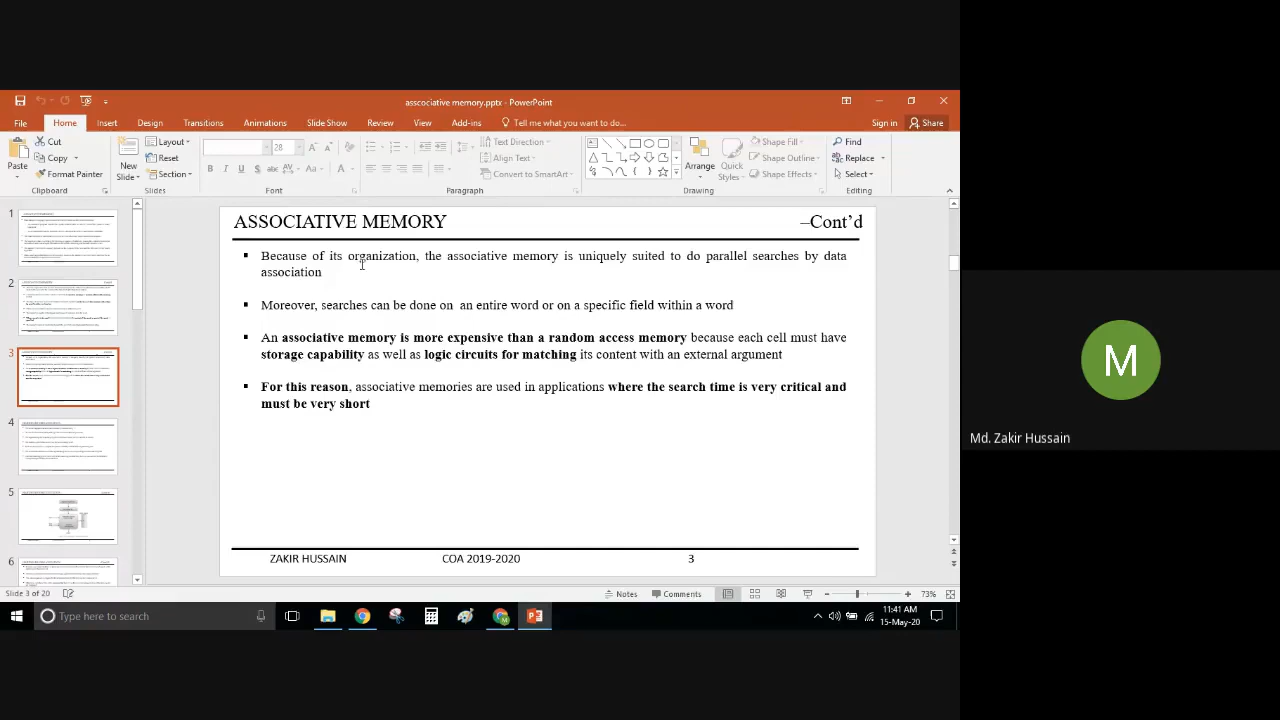 asscociative memory.pptx - PowerPoint
File Home Insert Design Transitions Animations Slide Show Review View Add-ins Tell me what you want to do... Sign in Share
Paste Cut Copy Format Painter Clipboard
New Slide Layout Reset Section Slides
28 Font
Text Direction Align Text Convert to SmartArt Paragraph
Arrange Quick Styles Shape Fill Shape Outline Shape Effects Drawing
Find Replace Select Editing
1
2
3
4
5
6
ASSOCIATIVE MEMORY –Cont'd
Because of its organization, the associative memory is uniquely suited to do parallel searches by data
association
Moreover, searches can be done on an entire word or on a specific field within a word
An associative memory is more expensive than a random access memory because each cell must have
storage capability as well as logic circuits for matching its content with an external argument
For this reason, associative memories are used in applications where the search time is very critical and
must be very short
ZAKIR HUSSAIN COA 2019-2020 3
Slide 3 of 20 Notes Comments 73%
Type here to search 11:41 AM
15-May-20
M
Md. Zakir Hussain